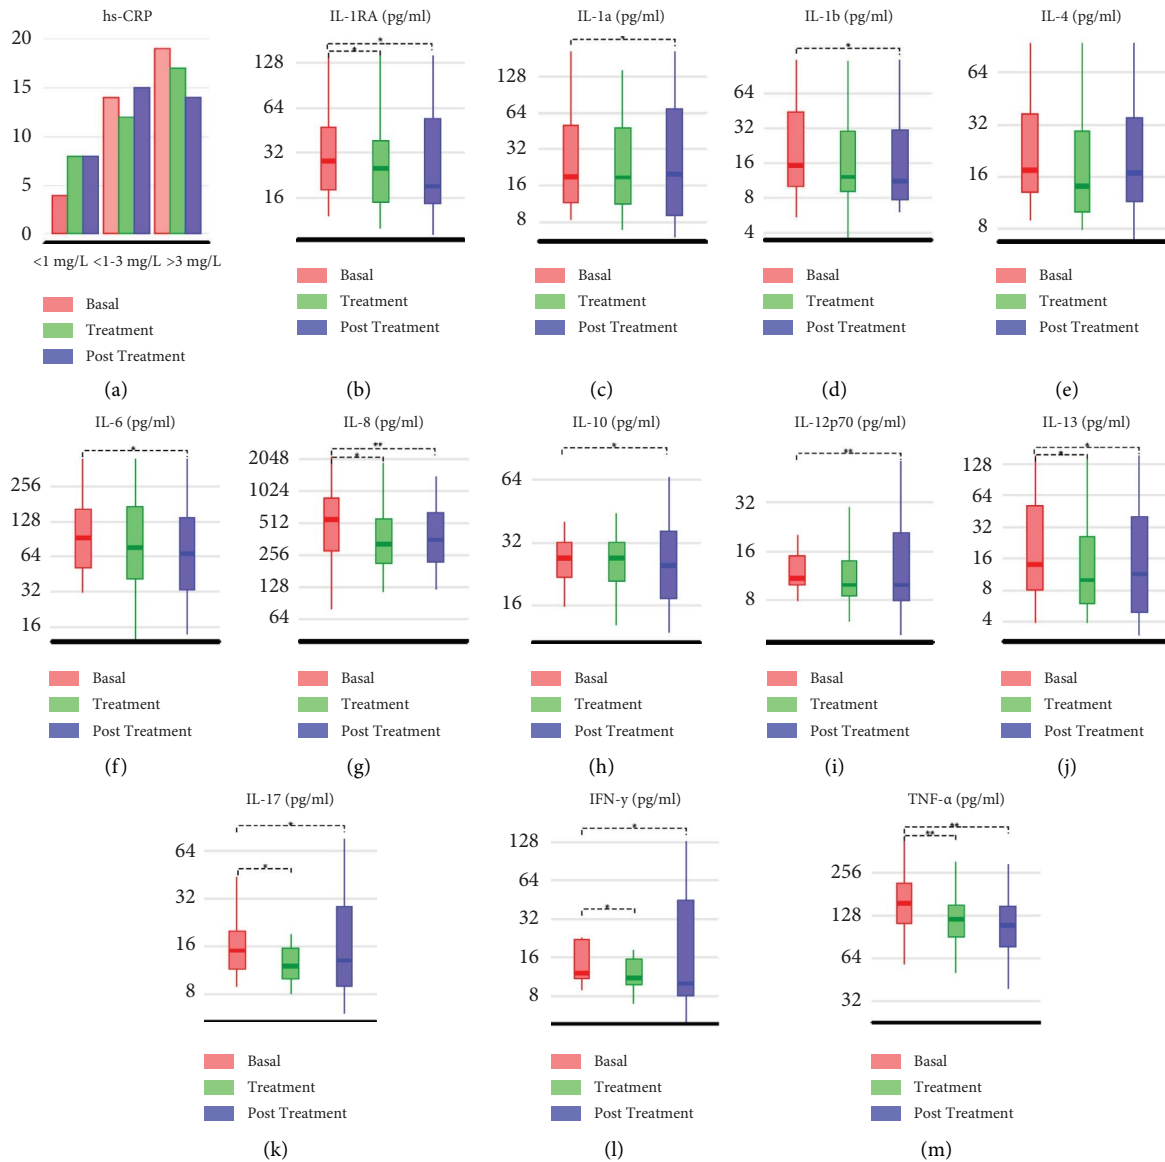 hs-CRP
20
15
10
5
0
<1 mg/L <1-3 mg/L >3 mg/L
Basal
Treatment
Post Treatment
(a)
IL-1RA (pg/ml)
* *
128
64
32
16
Basal
Treatment
Post Treatment
(b)
IL-1a (pg/ml)
*
128
64
32
16
8
Basal
Treatment
Post Treatment
(c)
IL-1b (pg/ml)
*
64
32
16
8
4
Basal
Treatment
Post Treatment
(d)
IL-4 (pg/ml)
64
32
16
8
Basal
Treatment
Post Treatment
(e)
IL-6 (pg/ml)
*
256
128
64
32
16
Basal
Treatment
Post Treatment
(f)
IL-8 (pg/ml)
**
*
2048
1024
512
256
128
64
Basal
Treatment
Post Treatment
(g)
IL-10 (pg/ml)
*
64
32
16
Basal
Treatment
Post Treatment
(h)
IL-12p70 (pg/ml)
**
32
16
8
Basal
Treatment
Post Treatment
(i)
IL-13 (pg/ml)
*
*
128
64
32
16
8
4
Basal
Treatment
Post Treatment
(j)
IL-17 (pg/ml)
*
64
*
32
16
8
Basal
Treatment
Post Treatment
(k)
IFN-y (pg/ml)
*
128
64
32
*
16
8
Basal
Treatment
Post Treatment
(l)
TNF-α (pg/ml)
**
**
256
128
64
32
Basal
Treatment
Post Treatment
(m)